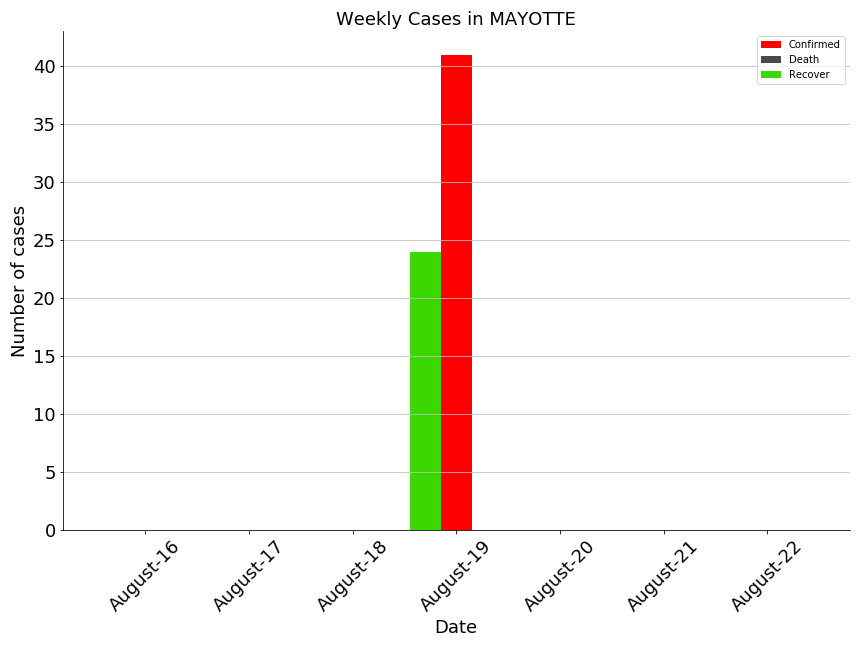 Weekly Cases in MAYOTTE
Confirmed
Death
Recover
Number of cases
40
35
30
25
20
15
10
5
0
August-16
August-17
August-18
August-19
August-20
August-21
August-22
Date